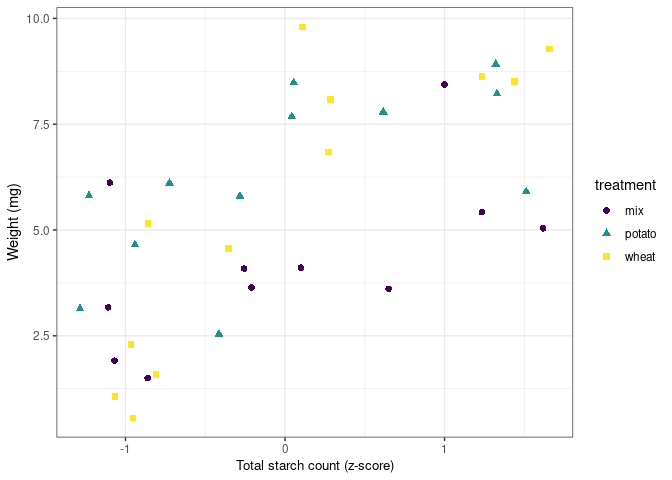 10.0
7.5
5.0
2.5
Weight (mg)
-1 0 1
Total starch count (z-score)
treatment
mix
potato
wheat